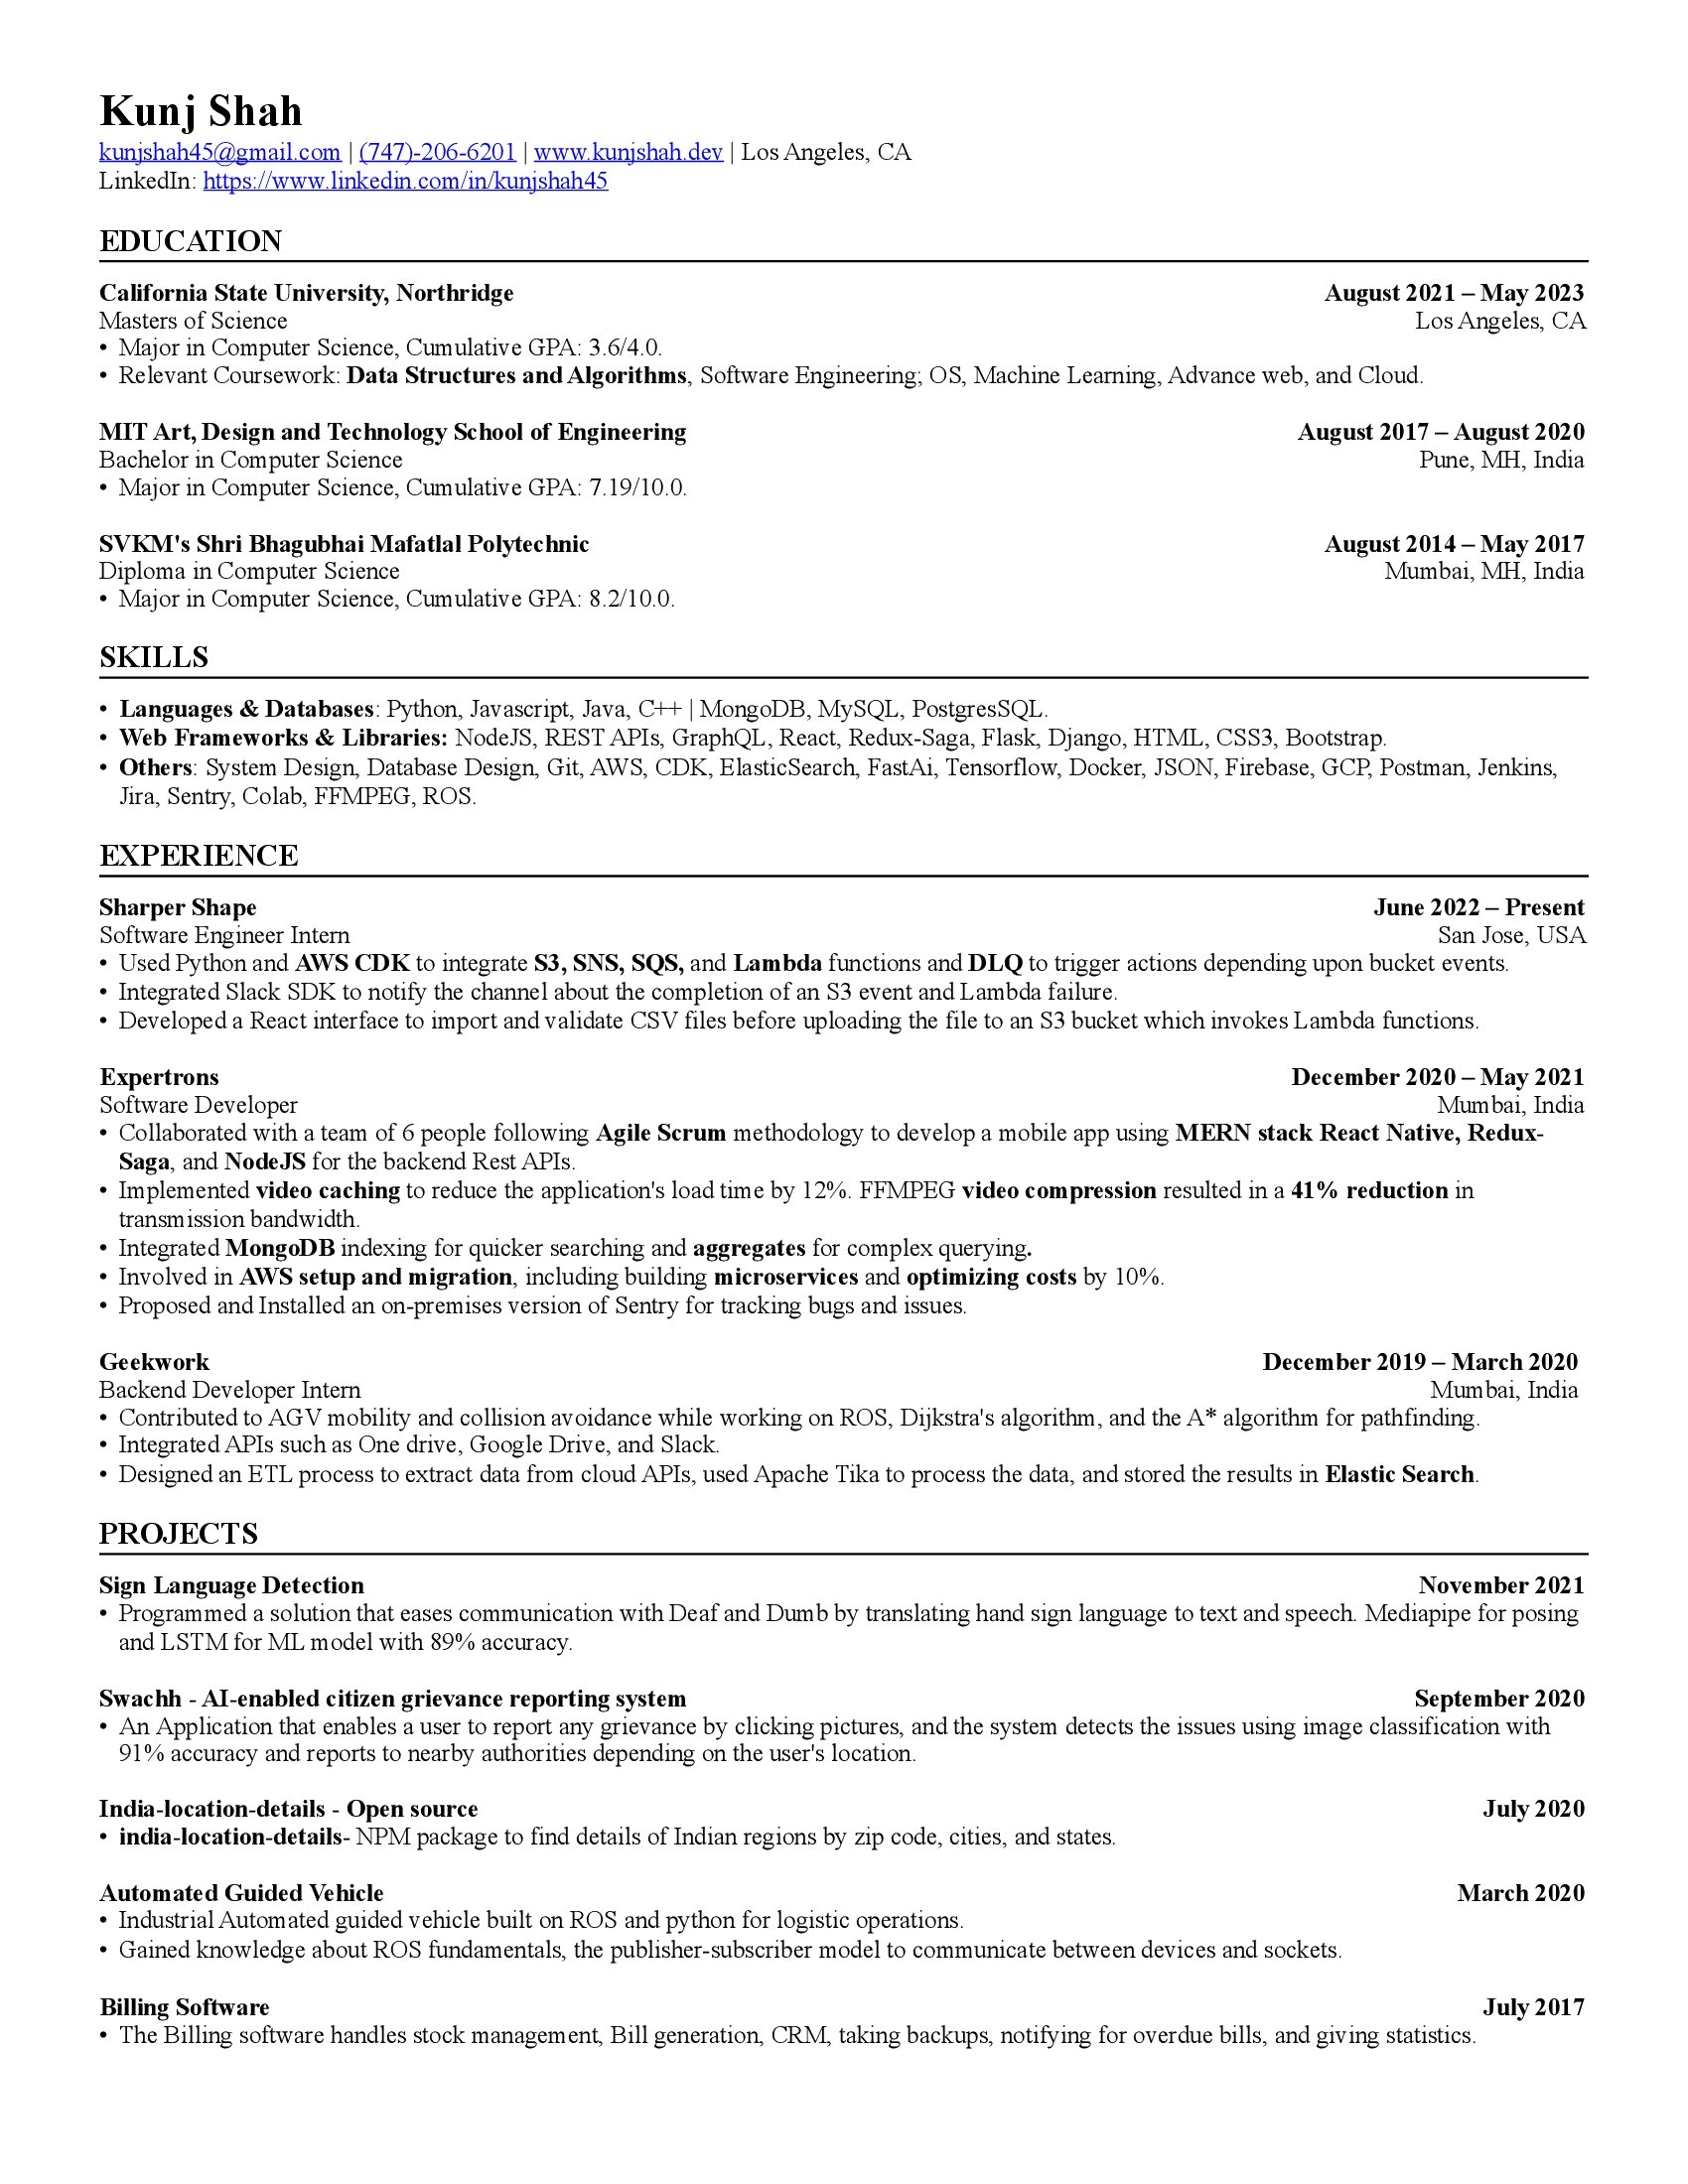 Kunj Shah
kunjshah45@gmail.com | (747)-206-6201 | www.kunjshah.dev | Los Angeles, CA
LinkedIn: https://www.linkedin.com/in/kunjshah45
EDUCATION
California State University, Northridge August 2021 – May 2023
Masters of Science Los Angeles, CA
• Major in Computer Science, Cumulative GPA: 3.6/4.0.
• Relevant Coursework: Data Structures and Algorithms, Software Engineering; OS, Machine Learning, Advance web, and Cloud.
MIT Art, Design and Technology School of Engineering August 2017 – August 2020
Bachelor in Computer Science Pune, MH, India
• Major in Computer Science, Cumulative GPA: 7.19/10.0.
SVKM's Shri Bhagubhai Mafatlal Polytechnic August 2014 – May 2017
Diploma in Computer Science Mumbai, MH, India
• Major in Computer Science, Cumulative GPA: 8.2/10.0.
SKILLS
• Languages & Databases: Python, Javascript, Java, C++ | MongoDB, MySQL, PostgresSQL.
• Web Frameworks & Libraries: NodeJS, REST APIs, GraphQL, React, Redux-Saga, Flask, Django, HTML, CSS3, Bootstrap.
• Others: System Design, Database Design, Git, AWS, CDK, ElasticSearch, FastAi, Tensorflow, Docker, JSON, Firebase, GCP, Postman, Jenkins,
Jira, Sentry, Colab, FFMPEG, ROS.
EXPERIENCE
Sharper Shape June 2022 – Present
Software Engineer Intern San Jose, USA
• Used Python and AWS CDK to integrate S3, SNS, SQS, and Lambda functions and DLQ to trigger actions depending upon bucket events.
• Integrated Slack SDK to notify the channel about the completion of an S3 event and Lambda failure.
• Developed a React interface to import and validate CSV files before uploading the file to an S3 bucket which invokes Lambda functions.
Expertrons December 2020 – May 2021
Software Developer Mumbai, India
• Collaborated with a team of 6 people following Agile Scrum methodology to develop a mobile app using MERN stack React Native, Redux-
Saga, and NodeJS for the backend Rest APIs.
• Implemented video caching to reduce the application's load time by 12%. FFMPEG video compression resulted in a 41% reduction in
transmission bandwidth.
• Integrated MongoDB indexing for quicker searching and aggregates for complex querying.
• Involved in AWS setup and migration, including building microservices and optimizing costs by 10%.
• Proposed and Installed an on-premises version of Sentry for tracking bugs and issues.
Geekwork December 2019 – March 2020
Backend Developer Intern Mumbai, India
• Contributed to AGV mobility and collision avoidance while working on ROS, Dijkstra's algorithm, and the A* algorithm for pathfinding.
• Integrated APIs such as One drive, Google Drive, and Slack.
• Designed an ETL process to extract data from cloud APIs, used Apache Tika to process the data, and stored the results in Elastic Search.
PROJECTS
Sign Language Detection November 2021
• Programmed a solution that eases communication with Deaf and Dumb by translating hand sign language to text and speech. Mediapipe for posing
and LSTM for ML model with 89% accuracy.
Swachh - AI-enabled citizen grievance reporting system September 2020
• An Application that enables a user to report any grievance by clicking pictures, and the system detects the issues using image classification with
91% accuracy and reports to nearby authorities depending on the user's location.
India-location-details - Open source July 2020
• india-location-details- NPM package to find details of Indian regions by zip code, cities, and states.
Automated Guided Vehicle March 2020
• Industrial Automated guided vehicle built on ROS and python for logistic operations.
• Gained knowledge about ROS fundamentals, the publisher-subscriber model to communicate between devices and sockets.
Billing Software July 2017
• The Billing software handles stock management, Bill generation, CRM, taking backups, notifying for overdue bills, and giving statistics.